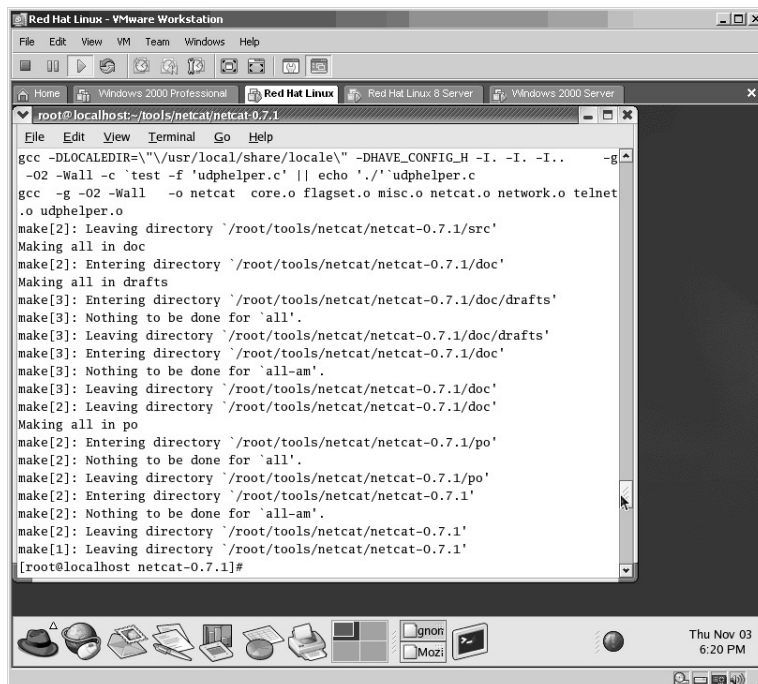 Red Hat Linux - VMware Workstation
File Edit View VM Team Windows Help
Home Windows 2000 Professional Red Hat Linux Red Hat Linux 8 Server Windows 2000 Server
root@localhost:~/tools/netcat/netcat-0.7.1
File Edit View Terminal Go Help
gcc -DLOCALEDIR=\"\/usr/local/share/locale\" -DHAVE_CONFIG_H -I. -I. -I.. -g
-O2 -Wall -c `test -f 'udphelper.c' || echo './'`udphelper.c
gcc -g -O2 -Wall -o netcat core.o flagset.o misc.o netcat.o network.o telnet
.o udphelper.o
make[2]: Leaving directory `/root/tools/netcat/netcat-0.7.1/src'
Making all in doc
make[2]: Entering directory `/root/tools/netcat/netcat-0.7.1/doc'
Making all in drafts
make[3]: Entering directory `/root/tools/netcat/netcat-0.7.1/doc/drafts'
make[3]: Nothing to be done for `all'.
make[3]: Leaving directory `/root/tools/netcat/netcat-0.7.1/doc/drafts'
make[3]: Entering directory `/root/tools/netcat/netcat-0.7.1/doc'
make[3]: Nothing to be done for `all-am'.
make[3]: Leaving directory `/root/tools/netcat/netcat-0.7.1/doc'
make[2]: Leaving directory `/root/tools/netcat/netcat-0.7.1/doc'
Making all in po
make[2]: Entering directory `/root/tools/netcat/netcat-0.7.1/po'
make[2]: Nothing to be done for `all'.
make[2]: Leaving directory `/root/tools/netcat/netcat-0.7.1/po'
make[2]: Entering directory `/root/tools/netcat/netcat-0.7.1'
make[2]: Nothing to be done for `all-am'.
make[2]: Leaving directory `/root/tools/netcat/netcat-0.7.1'
make[1]: Leaving directory `/root/tools/netcat/netcat-0.7.1'
[root@localhost netcat-0.7.1]#
gnon
Mozi
Thu Nov 03
6:20 PM